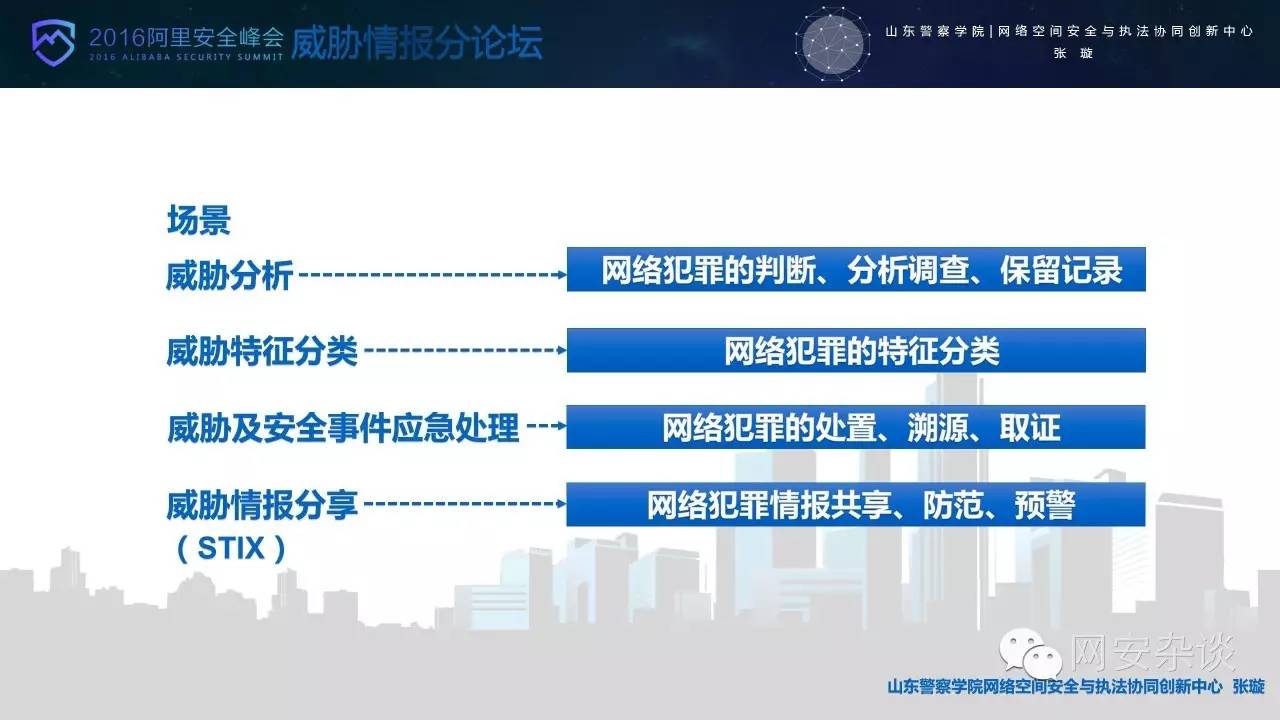 2016阿里安全峰会
2016 ALIBABA SECURITY SUMMIT
威胁情报分论坛
山东警察学院|网络空间安全与执法协同创新中心
张 璇
场景
威胁分析
网络犯罪的判断、分析调查、保留记录
威胁特征分类
网络犯罪的特征分类
威胁及安全事件应急处理
网络犯罪的处置、溯源、取证
威胁情报分享
（STIX）
网络犯罪情报共享、防范、预警
网安杂谈
山东警察学院网络空间安全与执法协同创新中心 张璇